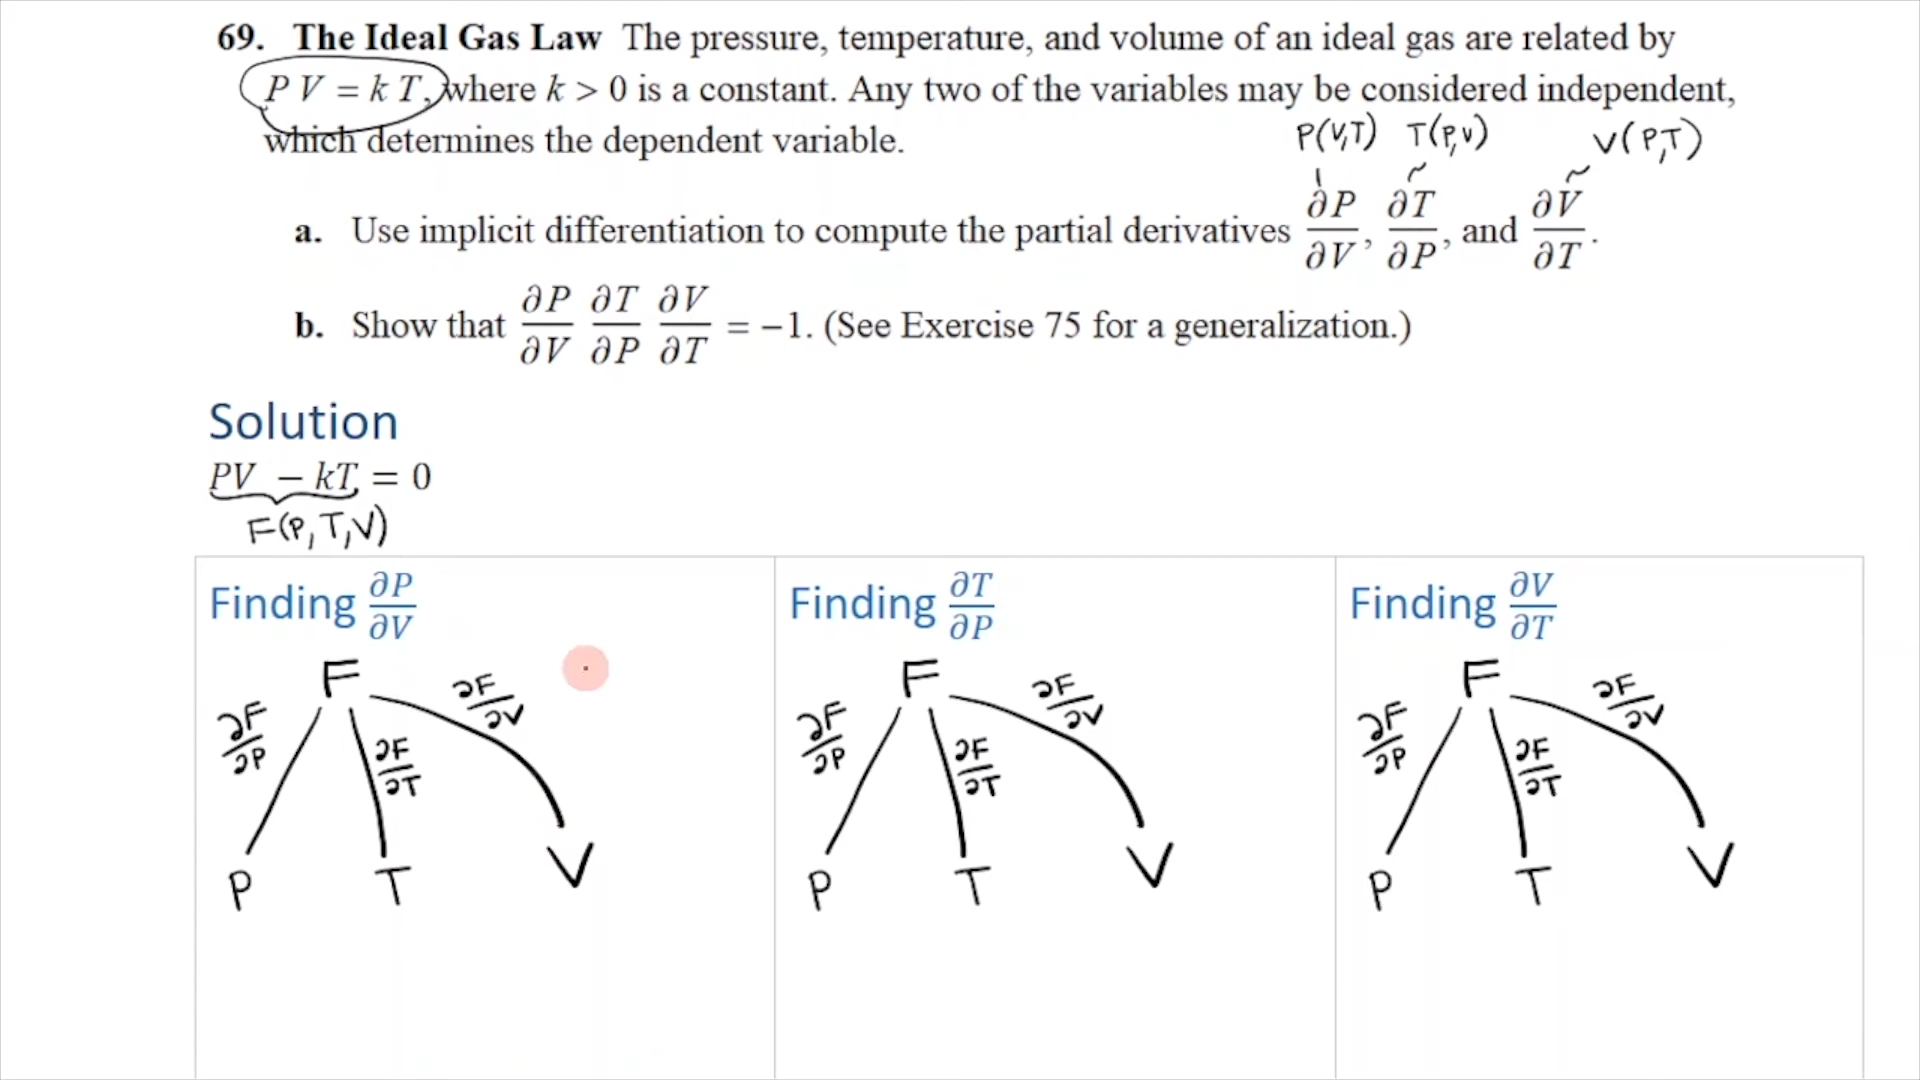 69. The Ideal Gas Law The pressure, temperature, and volume of an ideal gas are related by
P V = k T, where k > 0 is a constant. Any two of the variables may be considered independent,
which determines the dependent variable.
P(V,T) T(P,V) V(P,T)
a. Use implicit differentiation to compute the partial derivatives ∂P/∂V, ∂T/∂P, and ∂V/∂T.
b. Show that ∂P/∂V ∂T/∂P ∂V/∂T = −1. (See Exercise 75 for a generalization.)
Solution
PV − kT = 0
F(P,T,V)
Finding ∂P/∂V
F
∂F/∂P ∂F/∂T ∂F/∂V
P T V
Finding ∂T/∂P
F
∂F/∂P ∂F/∂T ∂F/∂V
P T V
Finding ∂V/∂T
F
∂F/∂P ∂F/∂T ∂F/∂V
P T V